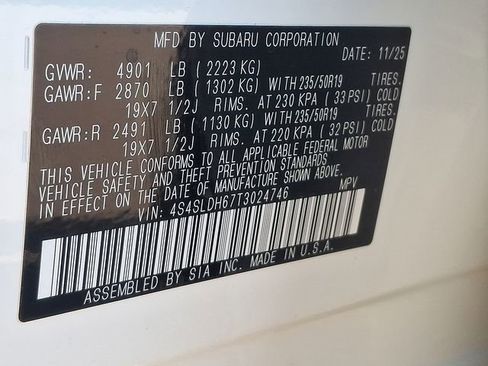 MFD BY SUBARU CORPORATION
DATE: 11/25
GVWR: 4901 LB (2223 KG)
GAWR:F 2870 LB (1302 KG) WITH 235/50R19 TIRES.
19X7 1/2J RIMS. AT 230 KPA (33 PSI) COLD
GAWR:R 2491 LB (1130 KG) WITH 235/50R19 TIRES.
19X7 1/2J RIMS. AT 220 KPA (32 PSI) COLD
THIS VEHICLE CONFORMS TO ALL APPLICABLE FEDERAL MOTOR
VEHICLE SAFETY AND THEFT PREVENTION STANDARDS
IN EFFECT ON THE DATE OF MANUFACTURE SHOWN ABOVE.
VIN: 4S4SLDH67T3024746 MPV
ASSEMBLED BY SIA INC. MADE IN U.S.A.